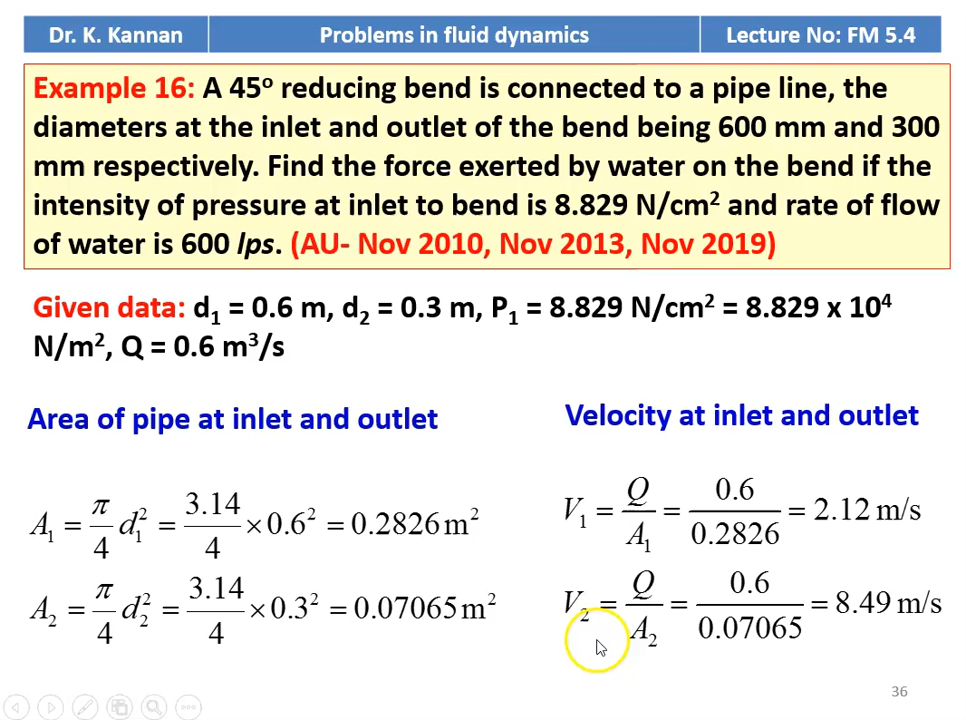 Dr. K. Kannan
Problems in fluid dynamics
Lecture No: FM 5.4
Example 16: A 45° reducing bend is connected to a pipe line, the
diameters at the inlet and outlet of the bend being 600 mm and 300
mm respectively. Find the force exerted by water on the bend if the
intensity of pressure at inlet to bend is 8.829 N/cm² and rate of flow
of water is 600 lps. (AU- Nov 2010, Nov 2013, Nov 2019)
Given data: d₁ = 0.6 m, d₂ = 0.3 m, P₁ = 8.829 N/cm² = 8.829 x 10⁴
N/m², Q = 0.6 m³/s
Area of pipe at inlet and outlet
A₁ = π/4 d₁² = 3.14/4 × 0.6² = 0.2826 m²
A₂ = π/4 d₂² = 3.14/4 × 0.3² = 0.07065 m²
Velocity at inlet and outlet
V₁ = Q/A₁ = 0.6/0.2826 = 2.12 m/s
V₂ = Q/A₂ = 0.6/0.07065 = 8.49 m/s
36